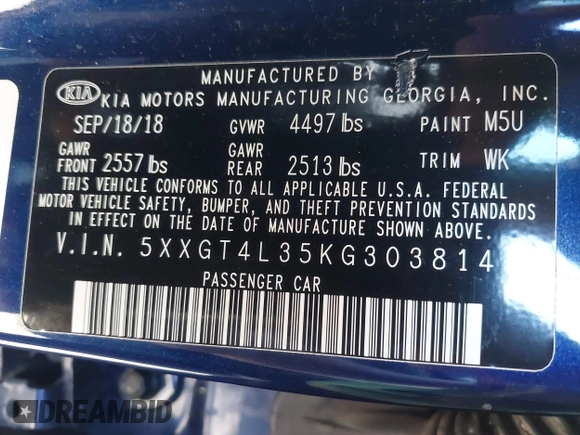 MANUFACTURED BY
KIA KIA MOTORS MANUFACTURING GEORGIA, INC.
SEP/18/18 GVWR 4497 lbs PAINT M5U
GAWR FRONT 2557 lbs GAWR REAR 2513 lbs TRIM WK
THIS VEHICLE CONFORMS TO ALL APPLICABLE U.S.A. FEDERAL
MOTOR VEHICLE SAFETY, BUMPER, AND THEFT PREVENTION STANDARDS
IN EFFECT ON THE DATE OF MANUFACTURE SHOWN ABOVE.
V.I.N. 5XXGT4L35KG303814
PASSENGER CAR
DREAMBID